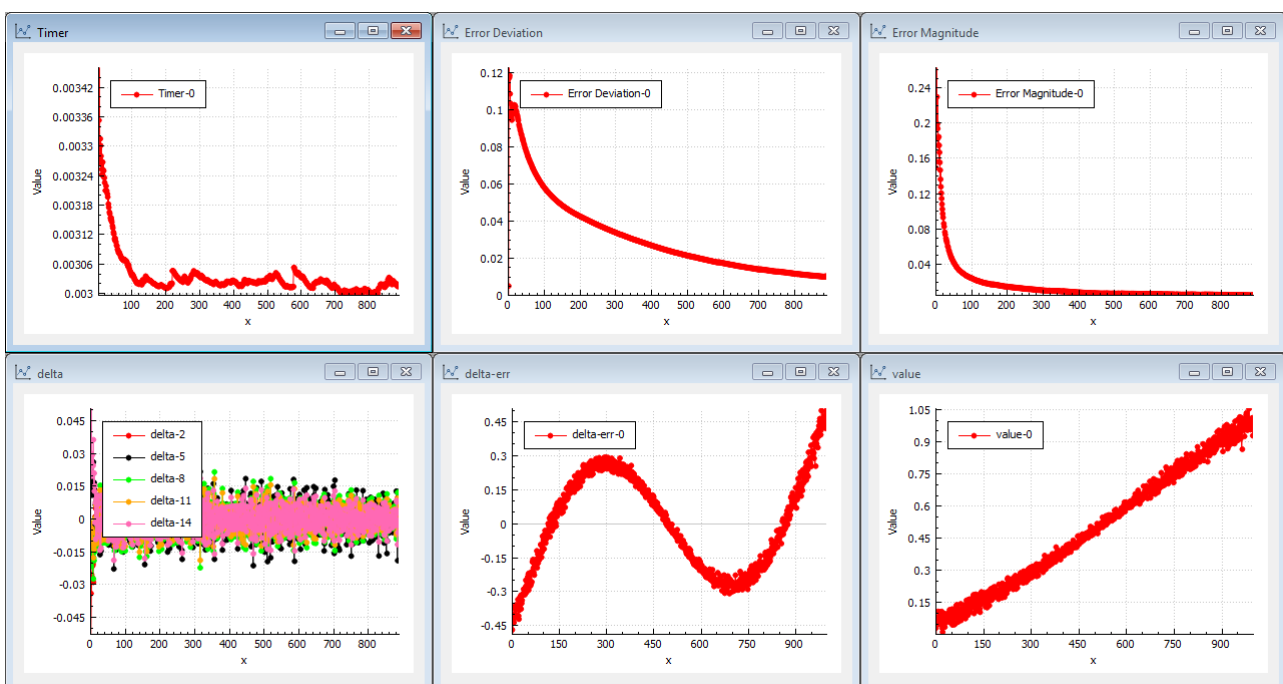 Timer
Error Deviation
Error Magnitude
Timer-0
0.00342
0.00336
0.0033
0.00324
0.00318
0.00312
0.00306
0.003
Value
100 200 300 400 500 600 700 800
x
Error Deviation-0
0.12
0.1
0.08
0.06
0.04
0.02
0
Value
0 100 200 300 400 500 600 700 800
x
Error Magnitude-0
0.24
0.2
0.16
0.12
0.08
0.04
Value
0 100 200 300 400 500 600 700 800
x
delta
delta-err
value
delta-2
delta-5
delta-8
delta-11
delta-14
0.045
0.03
0.015
0
-0.015
-0.03
-0.045
Value
0 100 200 300 400 500 600 700 800
x
delta-err-0
0.45
0.3
0.15
0
-0.15
-0.3
-0.45
Value
0 150 300 450 600 750 900
x
value-0
1.05
0.9
0.75
0.6
0.45
0.3
0.15
Value
0 150 300 450 600 750 900
x